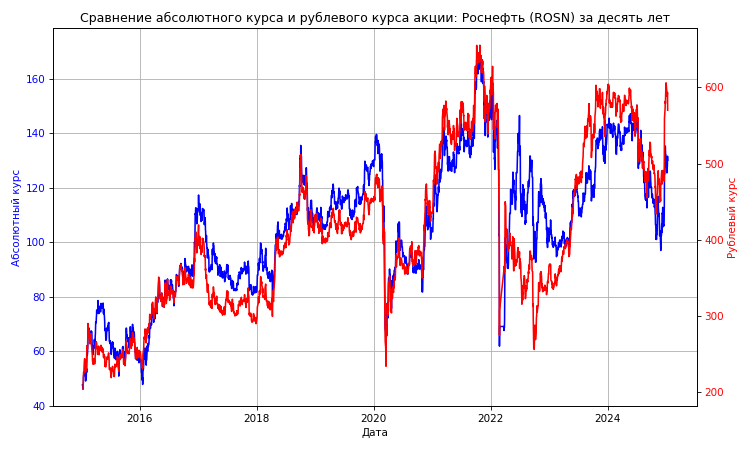 Сравнение абсолютного курса и рублевого курса акции: Роснефть (ROSN) за десять лет
Абсолютный курс
160
140
120
100
80
60
40
600
500
400
300
200
Рублевый курс
2016 2018 2020 2022 2024
Дата